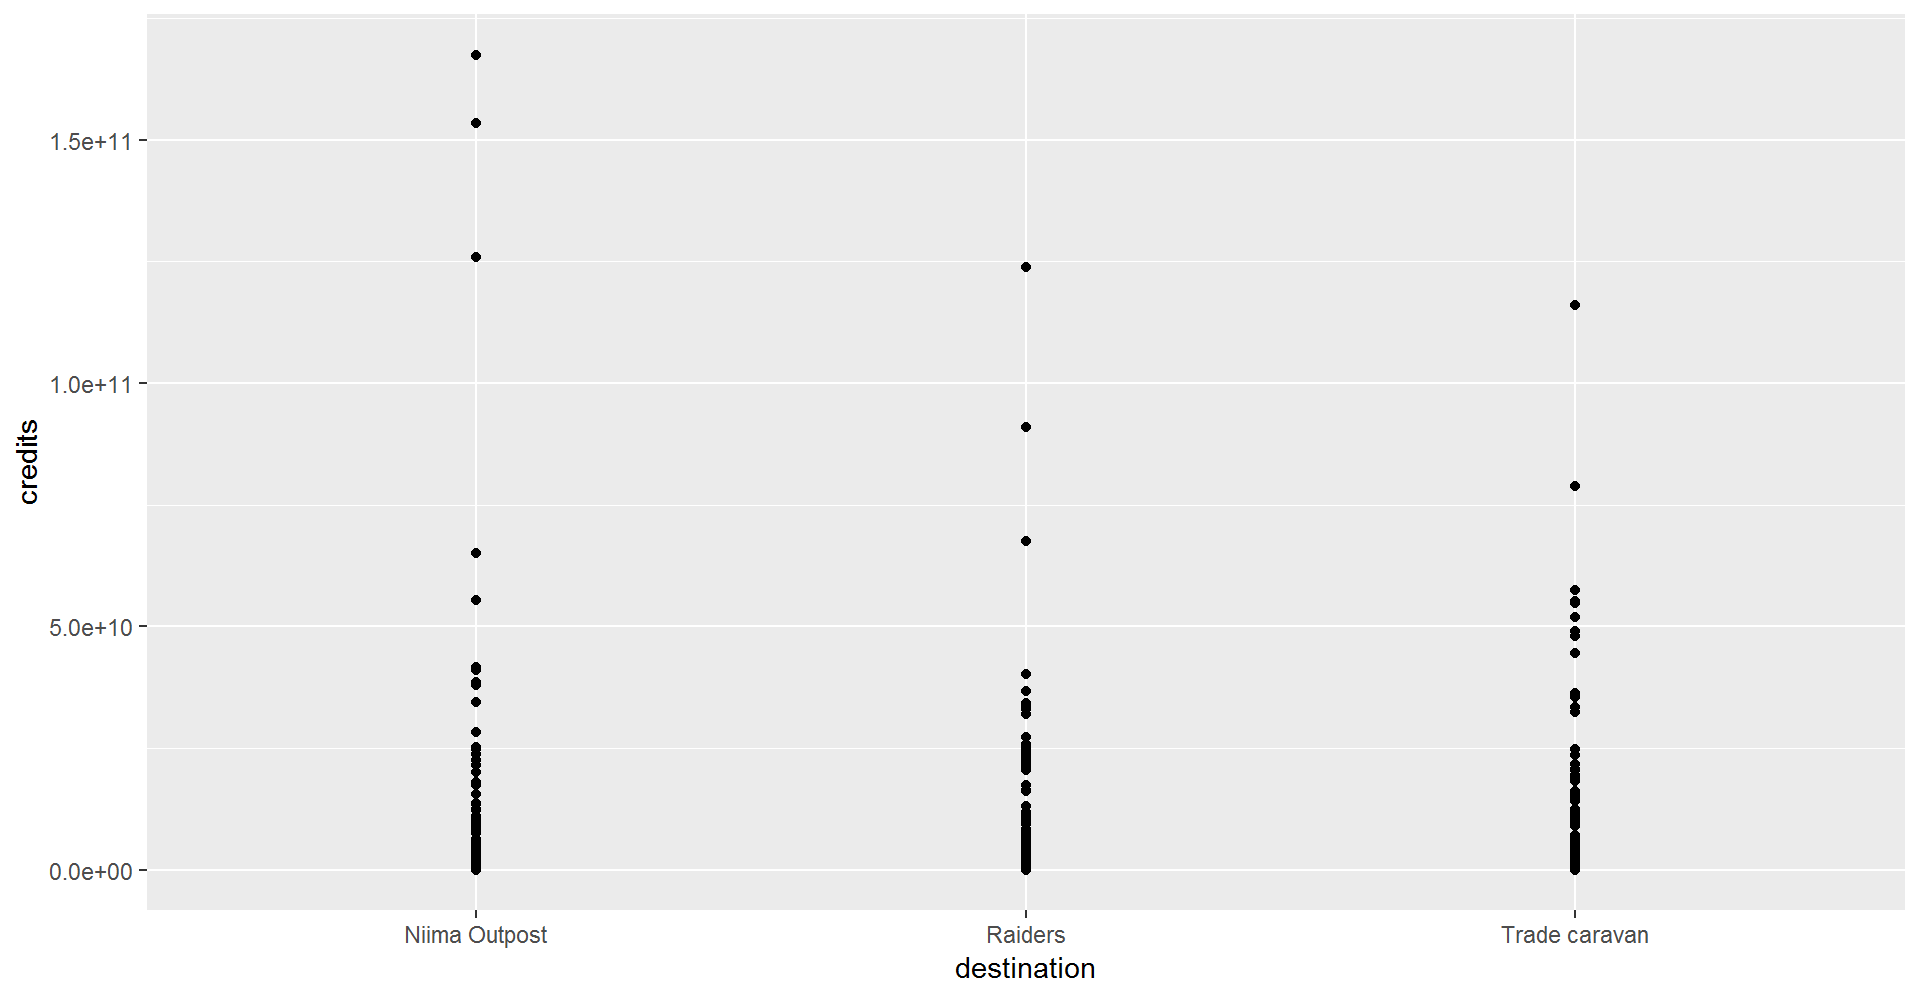 credits
1.5e+11
1.0e+11
5.0e+10
0.0e+00
Niima Outpost
Raiders
Trade caravan
destination